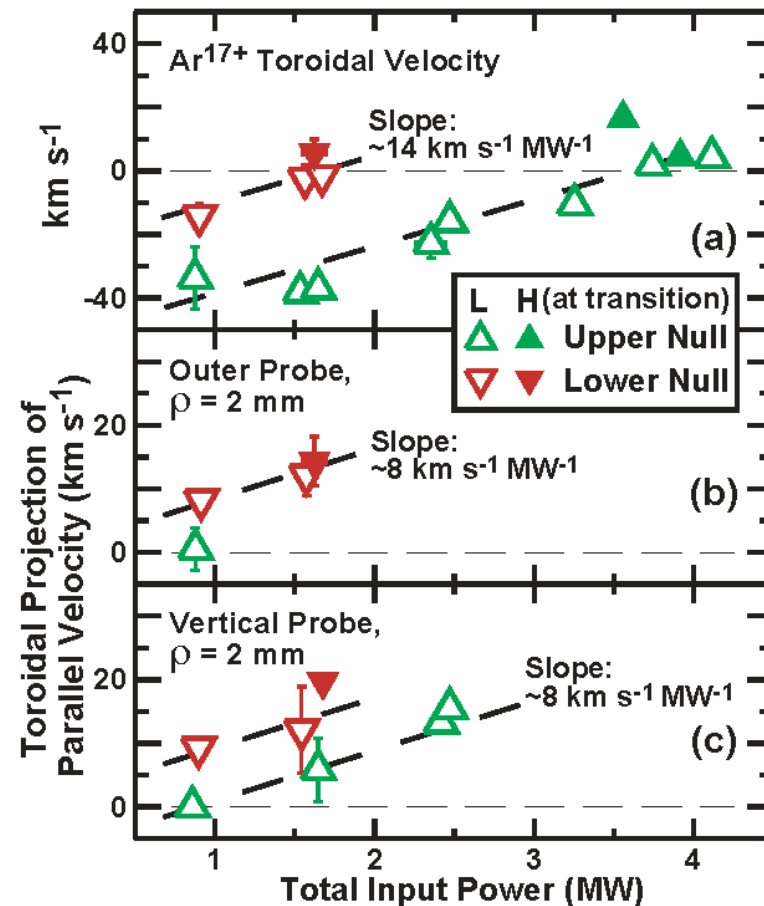 40
Ar¹⁷⁺ Toroidal Velocity
Slope:
~14 km s⁻¹ MW⁻¹
0
km s⁻¹
(a)
-40
L H (at transition)
Upper Null
Lower Null
Outer Probe,
ρ = 2 mm
20
Slope:
~8 km s⁻¹ MW⁻¹
(b)
0
Toroidal Projection of
Parallel Velocity (km s⁻¹)
Vertical Probe,
ρ = 2 mm
20
Slope:
~8 km s⁻¹ MW⁻¹
(c)
0
1 2 3 4
Total Input Power (MW)